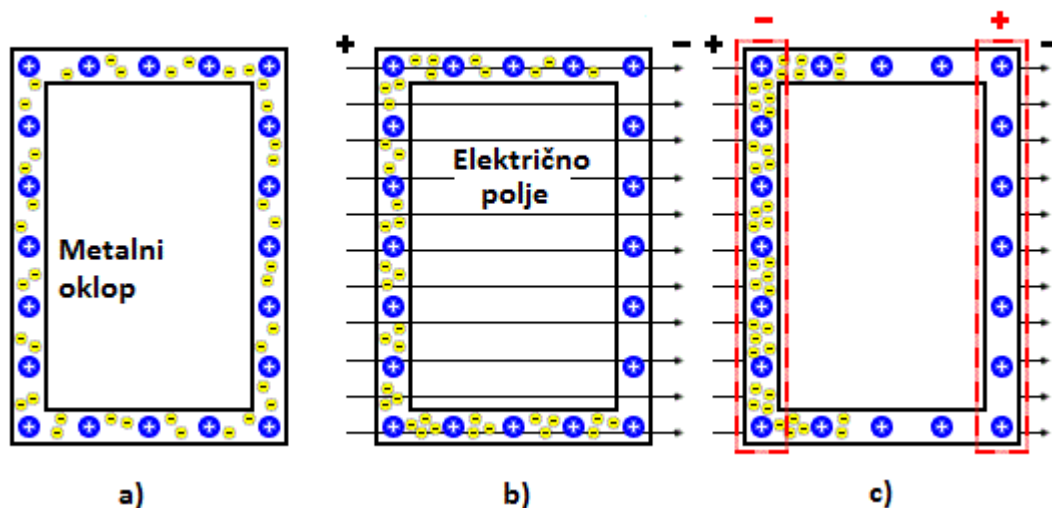 + − + − + −
Metalni
oklop
Električno
polje
a) b) c)